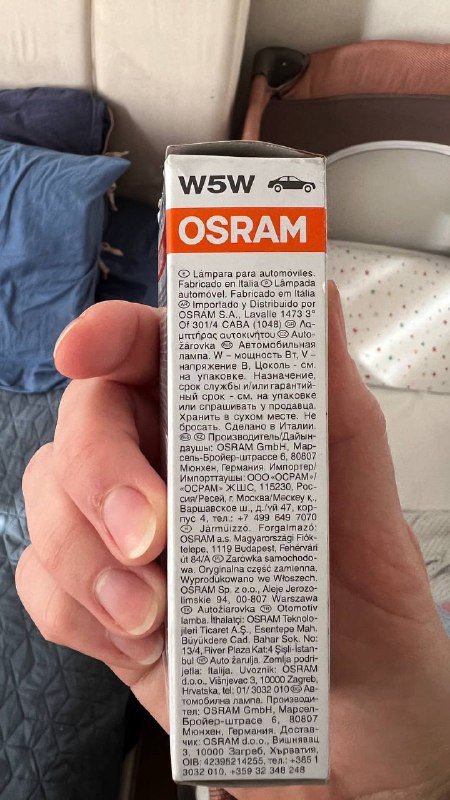 W5W
OSRAM
Lámpara para automóviles.
Fabricado en Italia Lâmpada
automóvel. Fabricado em Itália
Importado y Distribuido por
OSRAM S.A., Lavalle 1473 3°
Of 301/4 CABA (1048) Λα-
μπτήρας αυτοκινήτου Auto-
žárovka Автомобильная
лампа. W – мощность Вт, V –
напряжение В, Цоколь - см.
на упаковке. Назначение,
срок службы и/или гарантий-
ный срок - см. на упаковке
или спрашивать у продавца.
Хранить в сухом месте. Не
бросать. Сделано в Италии.
Производитель/Дайын-
даушы: OSRAM GmbH, Мар-
сель-Бройер-штрассе 6, 80807
Мюнхен, Германия. Импортер/
Импорттаушы: ООО «ОСРАМ»/
«ОСРАМ» ЖШС, 115230, Рос-
сия/Ресей, г. Москва/Мескеу қ.,
Варшавское ш., д./үй 47, кор-
пус 4, тел.: +7 499 649 7070
Jármüizzó. Forgalmazó:
OSRAM a.s. Magyarországi Fiók-
telepe, 1119 Budapest, Fehérvári
út 84/A Żarówka samochodo-
wa. Oryginalna część zamienna.
Wyprodukowano we Włoszech.
OSRAM Sp. z o.o., Aleje Jerozo-
limskie 94, 00-807 Warszawa
Autožiarovka Otomotiv
lamba. İthalatçı: OSRAM Teknolo-
jileri Ticaret A.Ş., Esentepe Mah.
Büyükdere Cad. Bahar Sok. No:
13/4, River Plaza Kat:4 Şişli-İstan-
bul Auto žarulja. Zemlja podri-
jetla: Italija. Uvoznik: OSRAM
d.o.o., Višnjevac 3, 10000 Zagreb,
Hrvatska, tel: 01/ 3032 010 Ав-
томобилна лампа. Производи-
тел: OSRAM GmbH, Марсел-
Бройер-штрасе 6, 80807
Мюнхен, Германия. Достав-
чик: OSRAM d.o.o., Вишнявац
3, 10000 Загреб, Хърватия,
OIB: 42395214255, тел.: +385 1
3032 010, +359 32 348 248